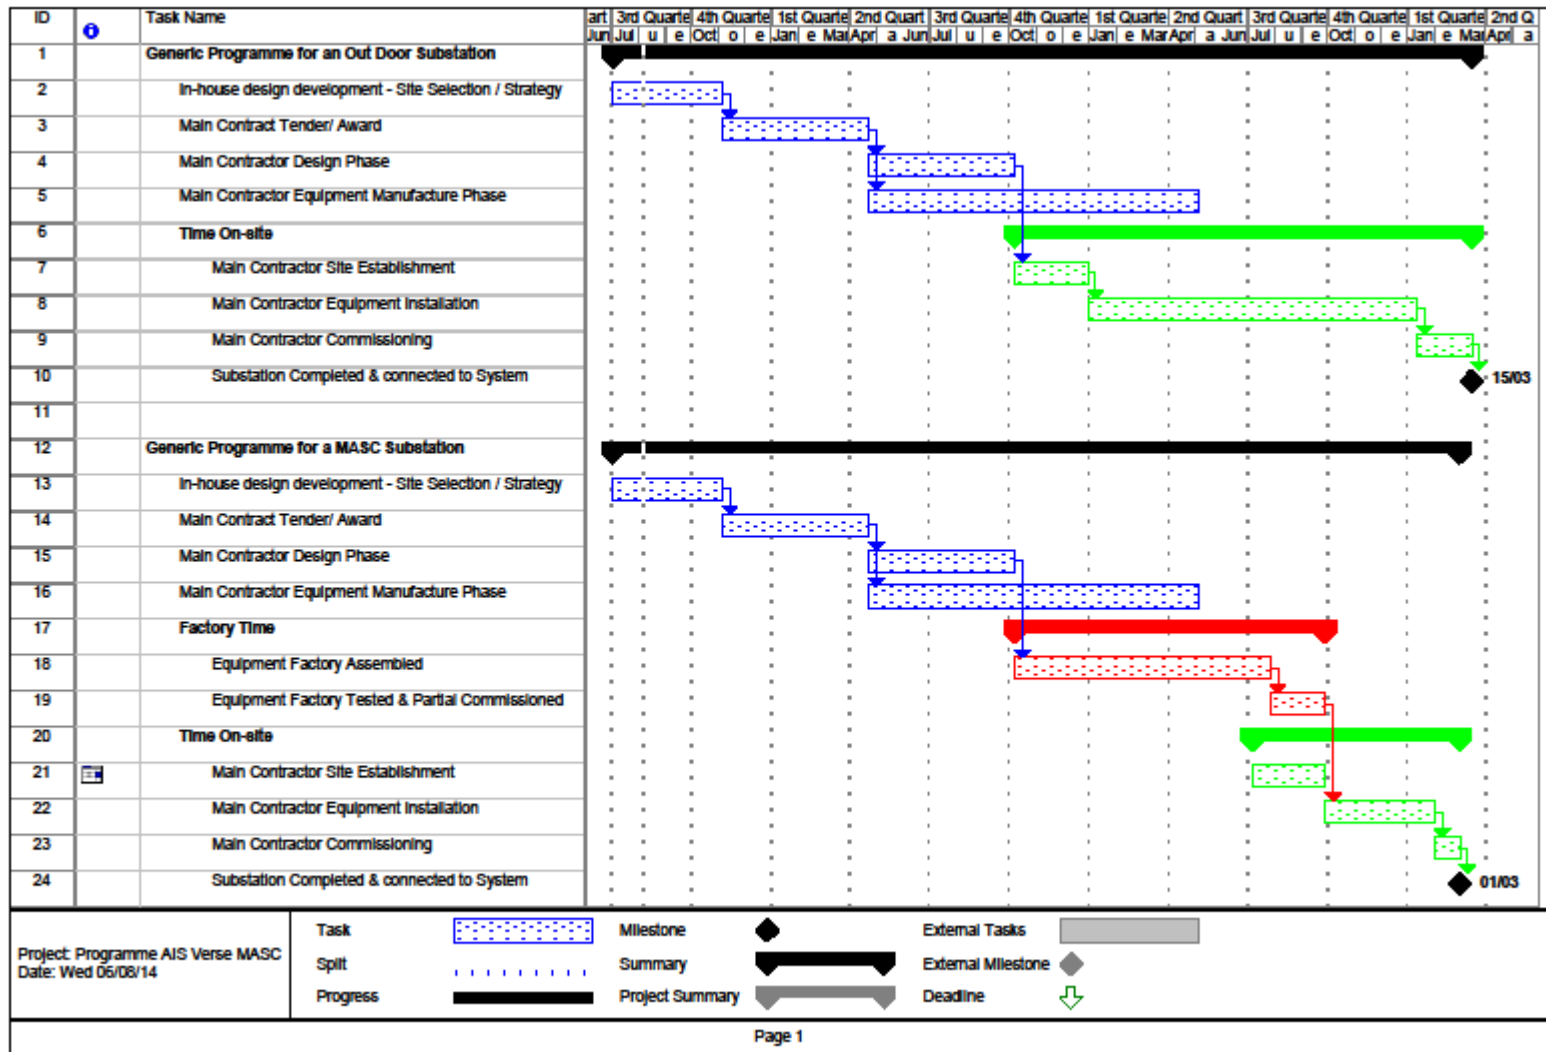 ID Task Name
art 3rd Quarte 4th Quarte 1st Quarte 2nd Quart 3rd Quarte 4th Quarte 1st Quarte 2nd Quart 3rd Quarte 4th Quarte 1st Quarte 2nd Q
Jun Jul u e Oct o e Jan e Mar Apr a Jun Jul u e Oct o e Jan e Mar Apr a Jun Jul u e Oct o e Jan e Mar Apr a
1 Generic Programme for an Out Door Substation
2 In-house design development - Site Selection / Strategy
3 Main Contract Tender/ Award
4 Main Contractor Design Phase
5 Main Contractor Equipment Manufacture Phase
6 Time On-site
7 Main Contractor Site Establishment
8 Main Contractor Equipment Installation
9 Main Contractor Commissioning
10 Substation Completed & connected to System 15/03
11
12 Generic Programme for a MASC Substation
13 In-house design development - Site Selection / Strategy
14 Main Contract Tender/ Award
15 Main Contractor Design Phase
16 Main Contractor Equipment Manufacture Phase
17 Factory Time
18 Equipment Factory Assembled
19 Equipment Factory Tested & Partial Commissioned
20 Time On-site
21 Main Contractor Site Establishment
22 Main Contractor Equipment Installation
23 Main Contractor Commissioning
24 Substation Completed & connected to System 01/03
Project: Programme AIS Verse MASC
Date: Wed 06/08/14
Task Milestone External Tasks
Split Summary External Milestone
Progress Project Summary Deadline
Page 1